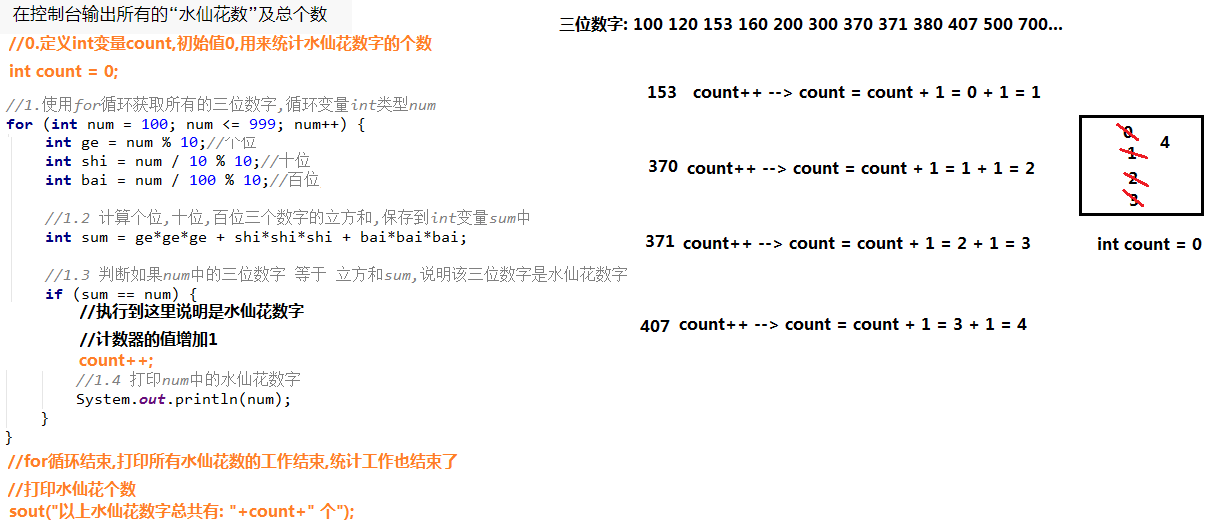 在控制台输出所有的“水仙花数”及总个数
//0.定义int变量count,初始值0,用来统计水仙花数字的个数
int count = 0;
//1.使用for循环获取所有的三位数字,循环变量int类型num
for (int num = 100; num <= 999; num++) {
int ge = num % 10;//个位
int shi = num / 10 % 10;//十位
int bai = num / 100 % 10;//百位
//1.2 计算个位,十位,百位三个数字的立方和,保存到int变量sum中
int sum = ge*ge*ge + shi*shi*shi + bai*bai*bai;
//1.3 判断如果num中的三位数字 等于 立方和sum,说明该三位数字是水仙花数字
if (sum == num) {
//执行到这里说明是水仙花数字
//计数器的值增加1
count++;
//1.4 打印num中的水仙花数字
System.out.println(num);
}
}
//for循环结束,打印所有水仙花数的工作结束,统计工作也结束了
//打印水仙花个数
sout("以上水仙花数字总共有: "+count+" 个");
三位数字: 100 120 153 160 200 300 370 371 380 407 500 700...
153 count++ --> count = count + 1 = 0 + 1 = 1
370 count++ --> count = count + 1 = 1 + 1 = 2
371 count++ --> count = count + 1 = 2 + 1 = 3
407 count++ --> count = count + 1 = 3 + 1 = 4
0
4
1
2
3
int count = 0